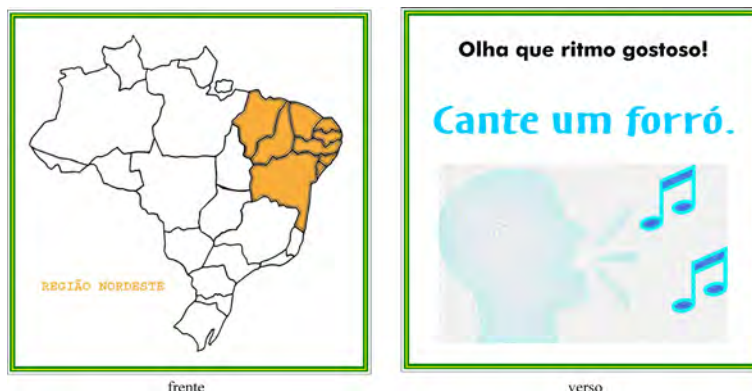 REGIÃO NORDESTE
frente
Olha que ritmo gostoso!
Cante um forró.
verso